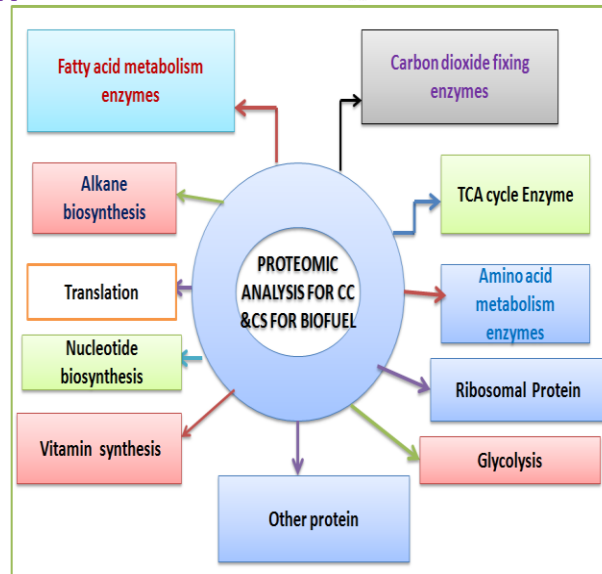 Fatty acid metabolism
enzymes
Carbon dioxide fixing
enzymes
Alkane
biosynthesis
TCA cycle Enzyme
Translation
PROTEOMIC
ANALYSIS FOR CC
&CS FOR BIOFUEL
Amino acid
metabolism
enzymes
Nucleotide
biosynthesis
Ribosomal Protein
Vitamin synthesis
Glycolysis
Other protein